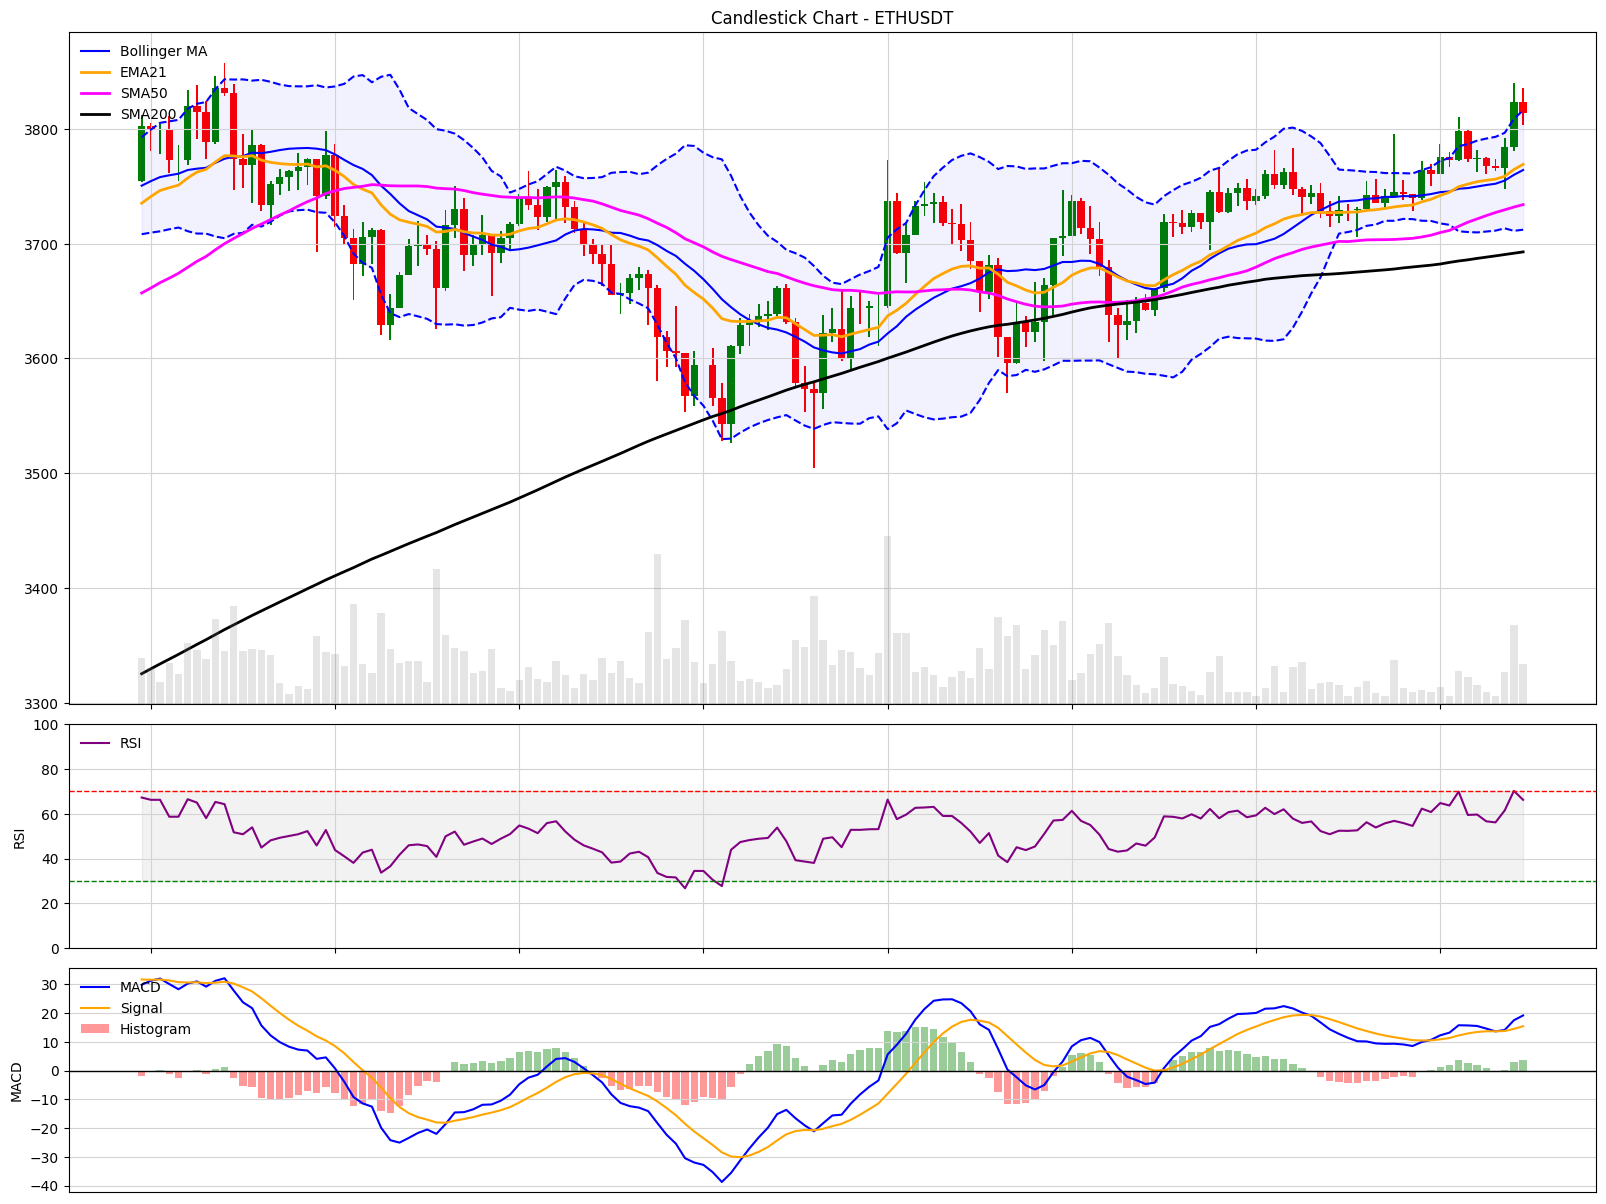 Candlestick Chart - ETHUSDT
Bollinger MA
EMA21
SMA50
SMA200
3800
3700
3600
3500
3400
3300
RSI
100
80
60
40
20
0
RSI
MACD
Signal
Histogram
30
20
10
0
−10
−20
−30
−40
MACD